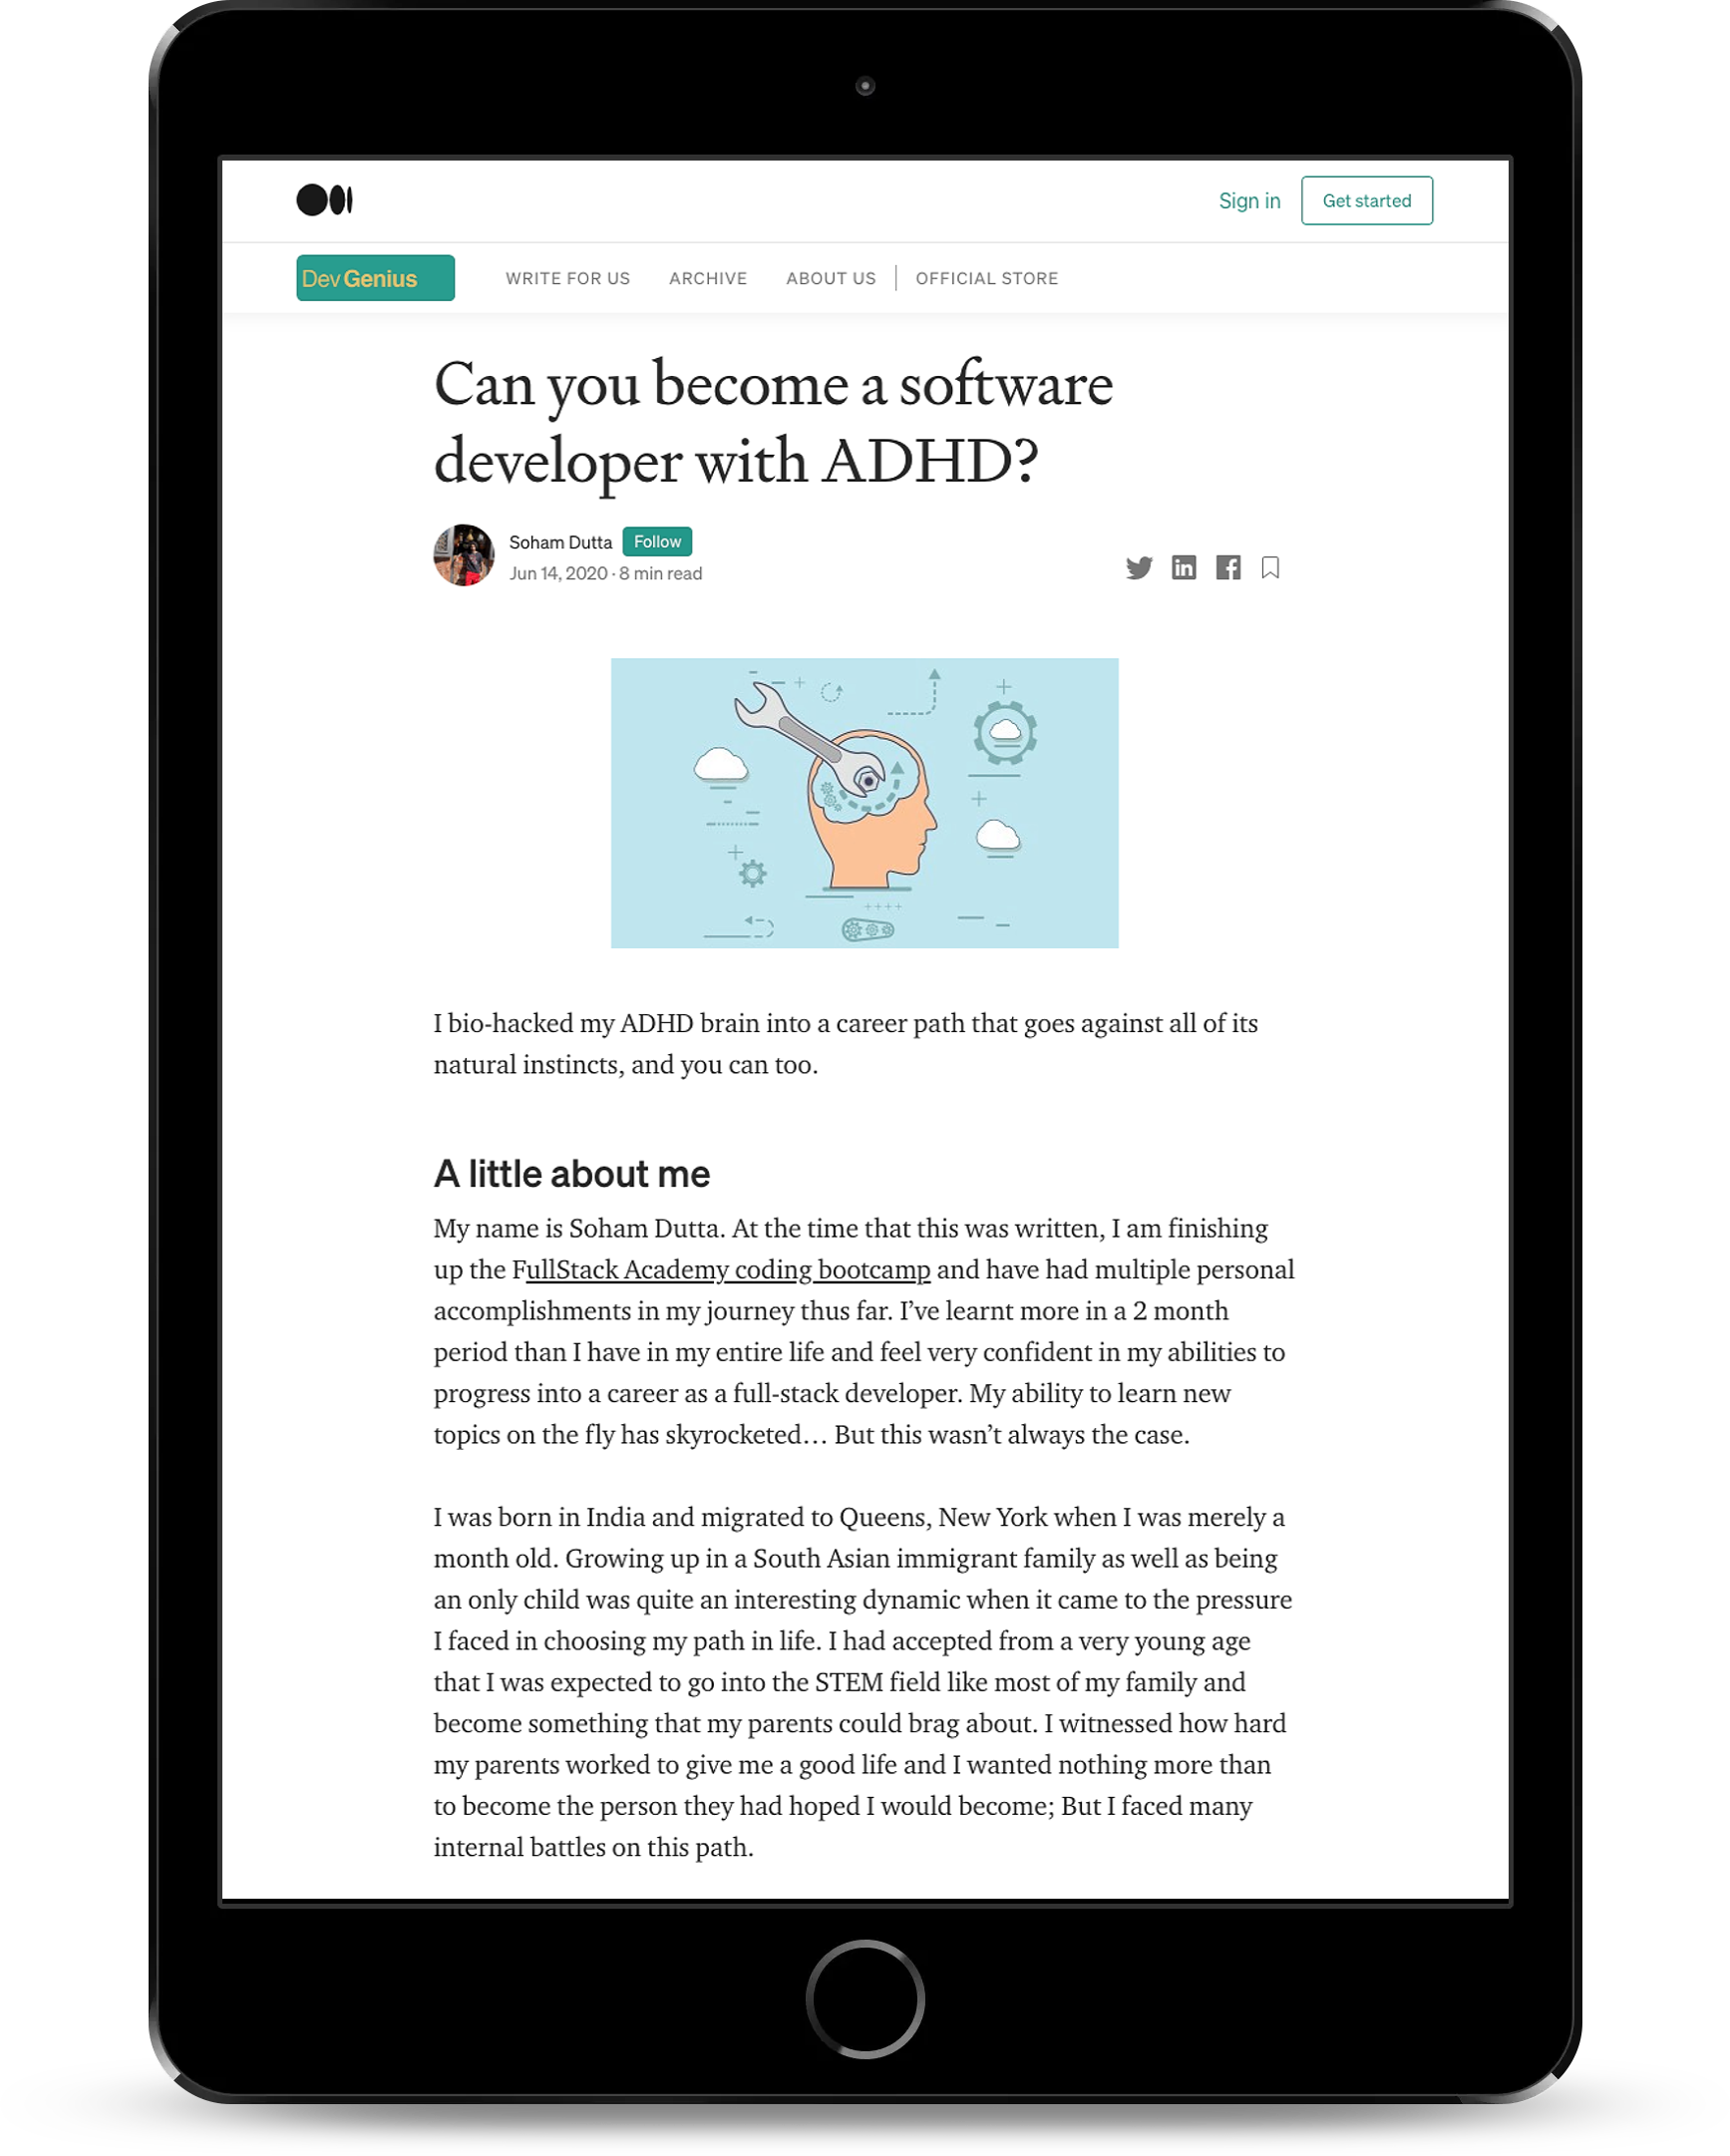 Sign in
Get started
DevGenius
WRITE FOR US
ARCHIVE
ABOUT US
OFFICIAL STORE
Can you become a software
developer with ADHD?
Soham Dutta
Follow
Jun 14, 2020 · 8 min read
I bio-hacked my ADHD brain into a career path that goes against all of its
natural instincts, and you can too.
A little about me
My name is Soham Dutta. At the time that this was written, I am finishing
up the FullStack Academy coding bootcamp and have had multiple personal
accomplishments in my journey thus far. I’ve learnt more in a 2 month
period than I have in my entire life and feel very confident in my abilities to
progress into a career as a full-stack developer. My ability to learn new
topics on the fly has skyrocketed… But this wasn’t always the case.
I was born in India and migrated to Queens, New York when I was merely a
month old. Growing up in a South Asian immigrant family as well as being
an only child was quite an interesting dynamic when it came to the pressure
I faced in choosing my path in life. I had accepted from a very young age
that I was expected to go into the STEM field like most of my family and
become something that my parents could brag about. I witnessed how hard
my parents worked to give me a good life and I wanted nothing more than
to become the person they had hoped I would become; But I faced many
internal battles on this path.